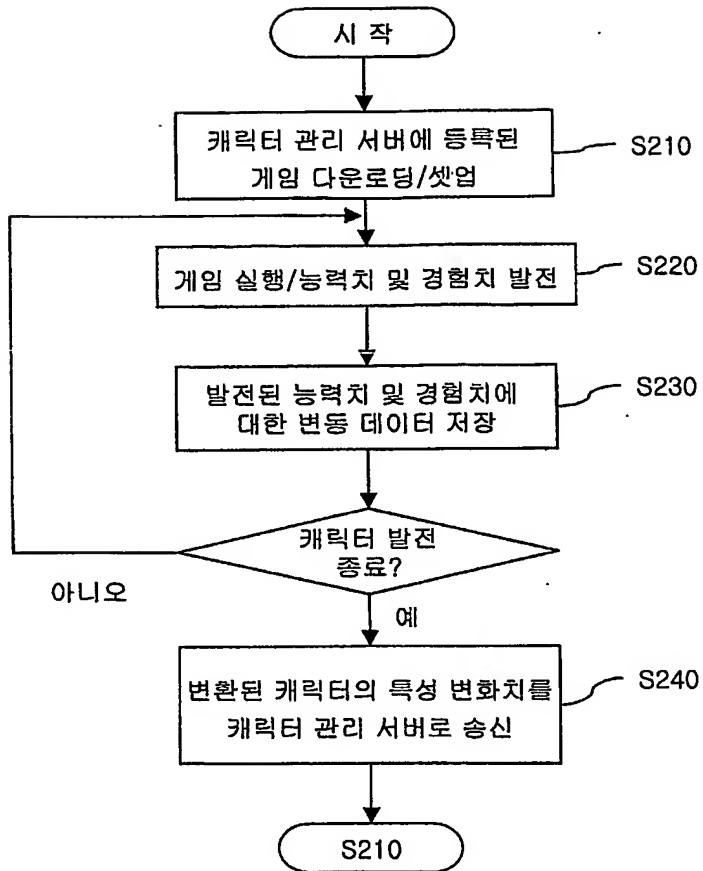 시 작
캐릭터 관리 서버에 등록된
게임 다운로딩/셋업
S210
게임 실행/능력치 및 경험치 발전
S220
발전된 능력치 및 경험치에
대한 변동 데이터 저장
S230
캐릭터 발전
종료?
아니오
예
변환된 캐릭터의 특성 변화치를
캐릭터 관리 서버로 송신
S240
S210